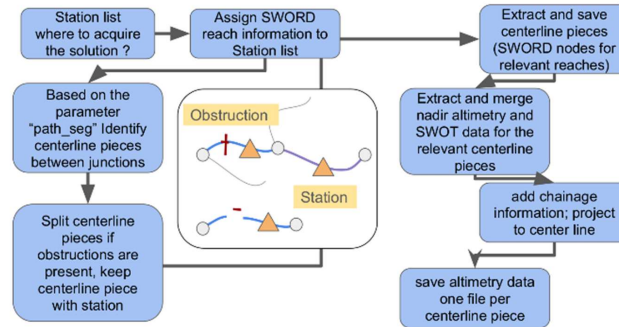 Station list
where to acquire
the solution ?
Assign SWORD
reach information to
Station list
Extract and save
centerline pieces
(SWORD nodes for
relevant reaches)
Based on the
parameter
“path_seg” Identify
centerline pieces
between junctions
Obstruction
Station
Extract and merge
nadir altimetry and
SWOT data for the
relevant centerline
pieces
Split centerline
pieces if
obstructions are
present, keep
centerline piece
with station
add chainage
information; project
to center line
save altimetry data
one file per
centerline piece